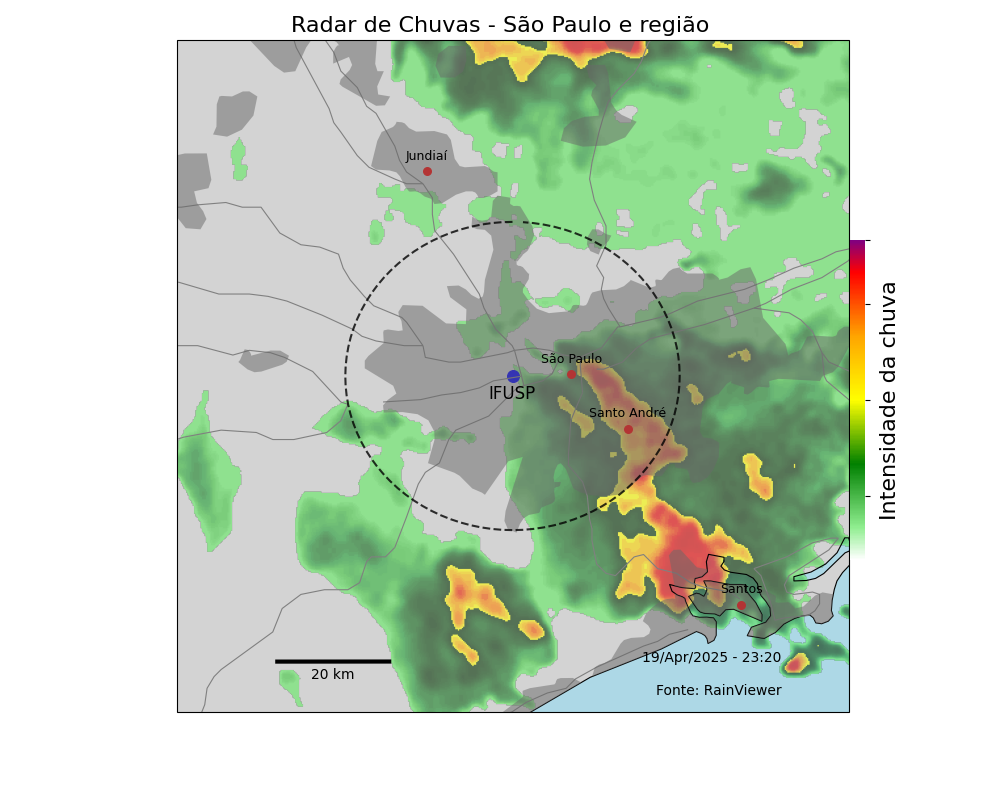 Radar de Chuvas - São Paulo e região
Jundiaí
São Paulo
IFUSP
Santo André
Santos
Intensidade da chuva
19/Apr/2025 - 23:20
20 km
Fonte: RainViewer